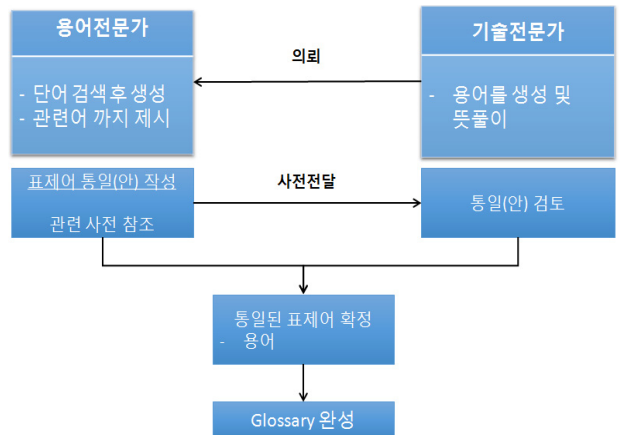 용어전문가
- 단어 검색 후 생성
- 관련어 까지 제시
의뢰
기술전문가
- 용어를 생성 및
뜻풀이
표제어 통일(안) 작성
관련 사전 참조
사전전달
통일(안) 검토
통일된 표제어 확정
- 용어
Glossary 완성